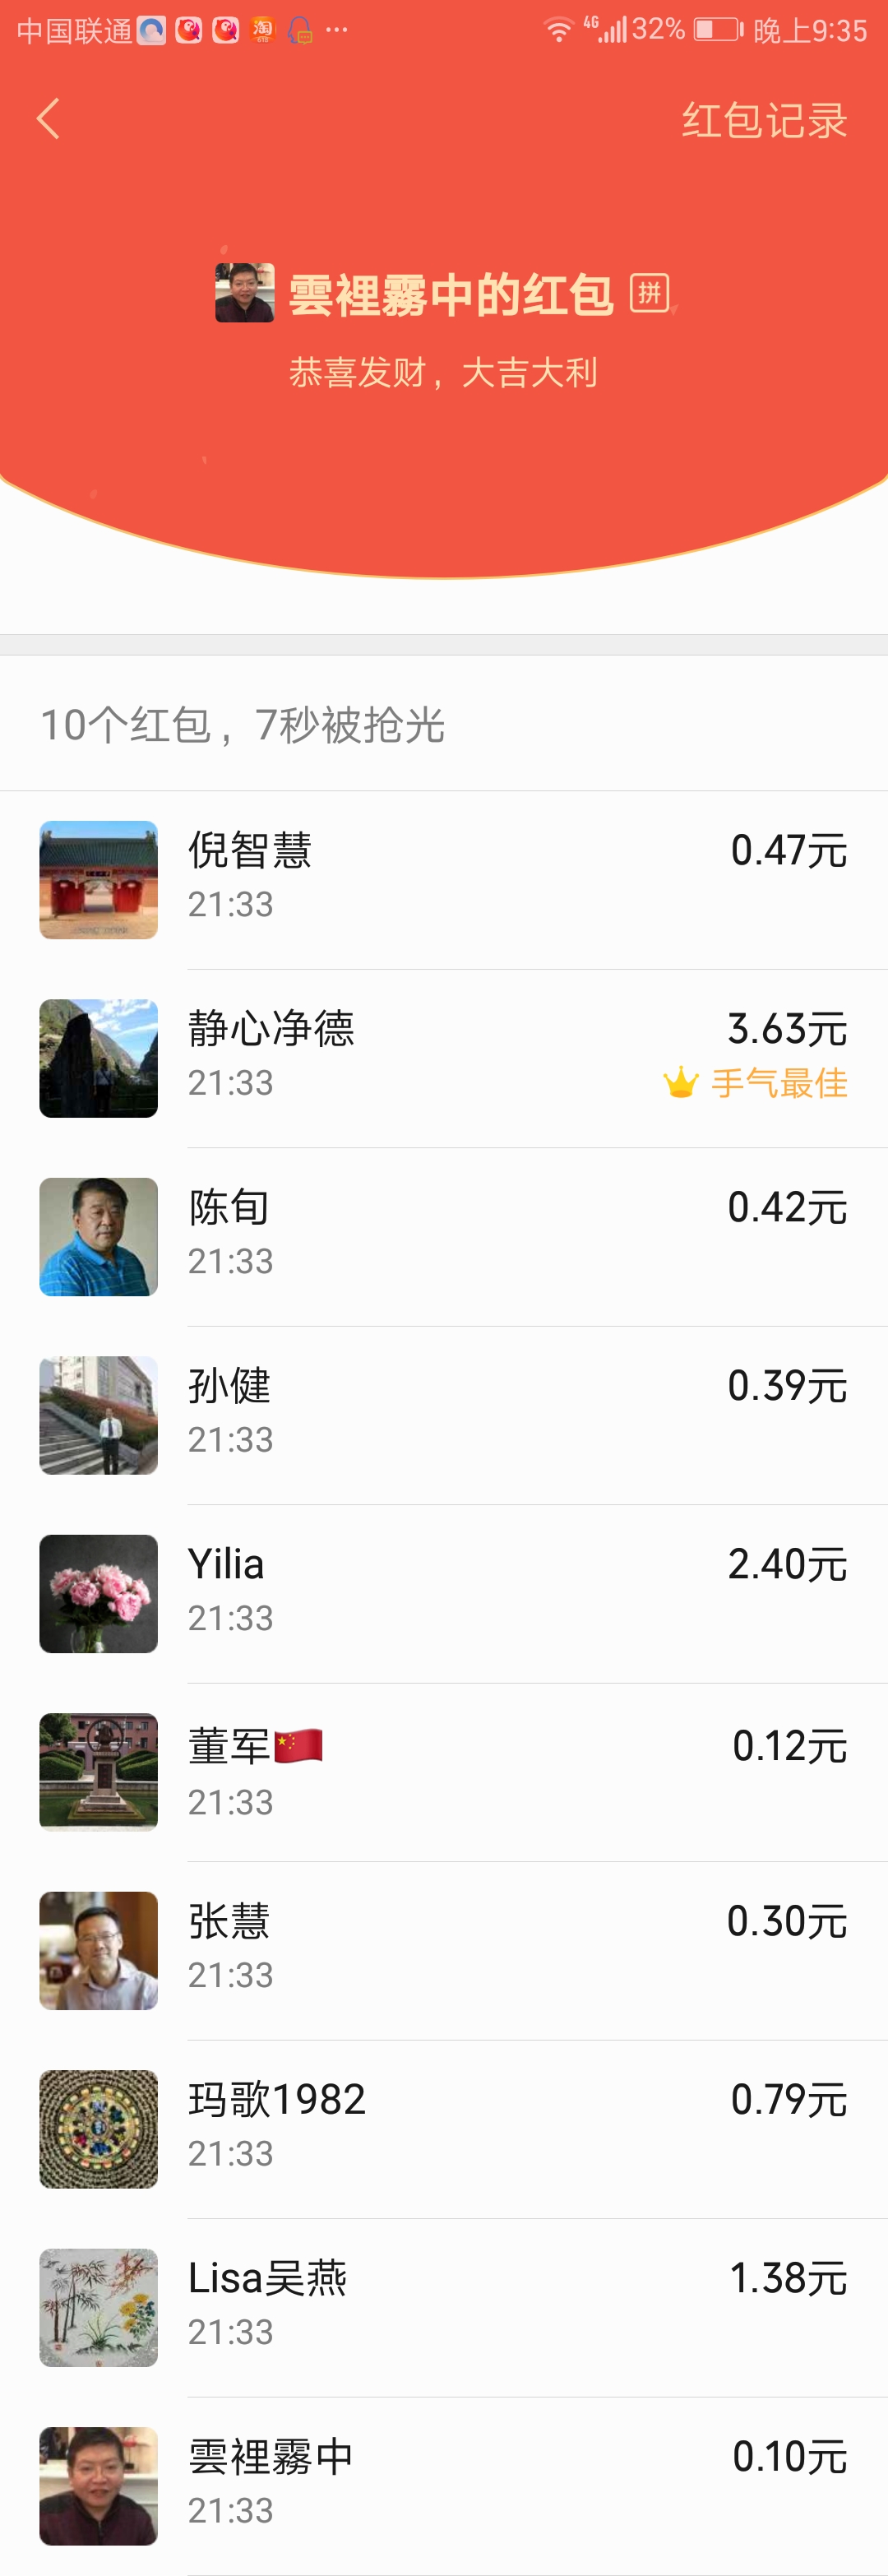 中国联通 淘 ... 4G 32% 晚上9:35
红包记录
雲裡霧中的红包 拼
恭喜发财，大吉大利
10个红包，7秒被抢光
倪智慧 0.47元
21:33
静心净德 3.63元
21:33 手气最佳
陈旬 0.42元
21:33
孙健 0.39元
21:33
Yilia 2.40元
21:33
董军🇨🇳 0.12元
21:33
张慧 0.30元
21:33
玛歌1982 0.79元
21:33
Lisa吴燕 1.38元
21:33
雲裡霧中 0.10元
21:33